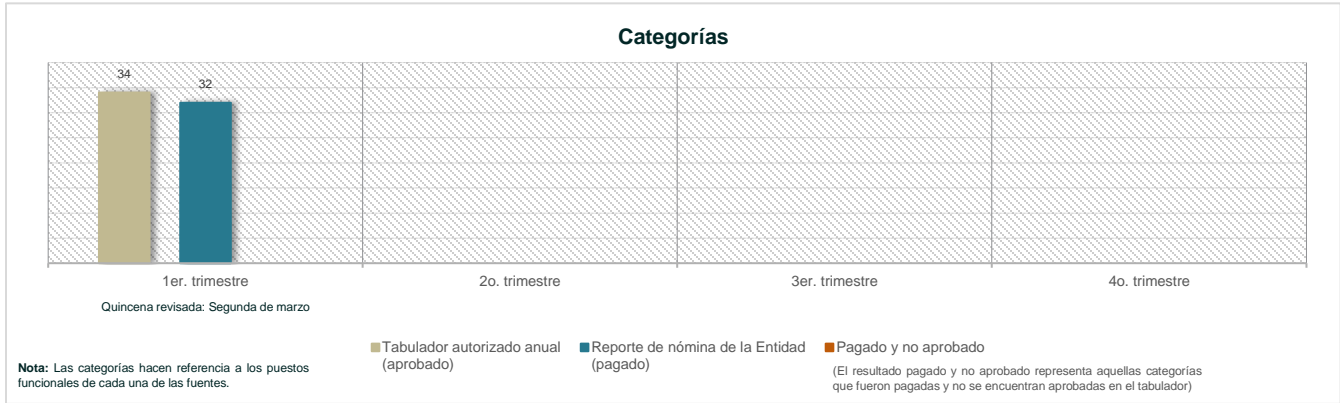 Categorías
34
32
1er. trimestre
2o. trimestre
3er. trimestre
4o. trimestre
Quincena revisada: Segunda de marzo
Tabulador autorizado anual
(aprobado)
Reporte de nómina de la Entidad
(pagado)
Pagado y no aprobado
(El resultado pagado y no aprobado representa aquellas categorías
que fueron pagadas y no se encuentran aprobadas en el tabulador)
Nota: Las categorías hacen referencia a los puestos
funcionales de cada una de las fuentes.